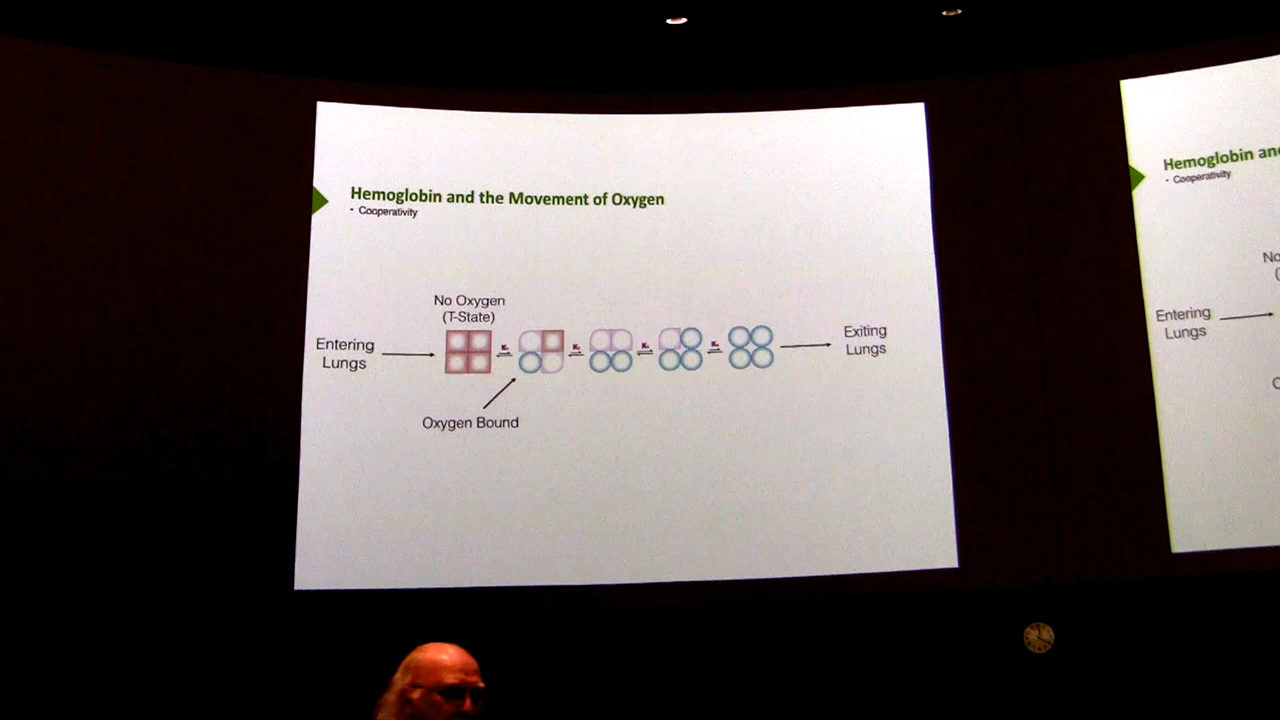 Hemoglobin and the Movement of Oxygen
• Cooperativity
No Oxygen
(T-State)
Entering
Lungs
Exiting
Lungs
Oxygen Bound
Hemoglobin and
• Cooperativity
Entering
Lungs